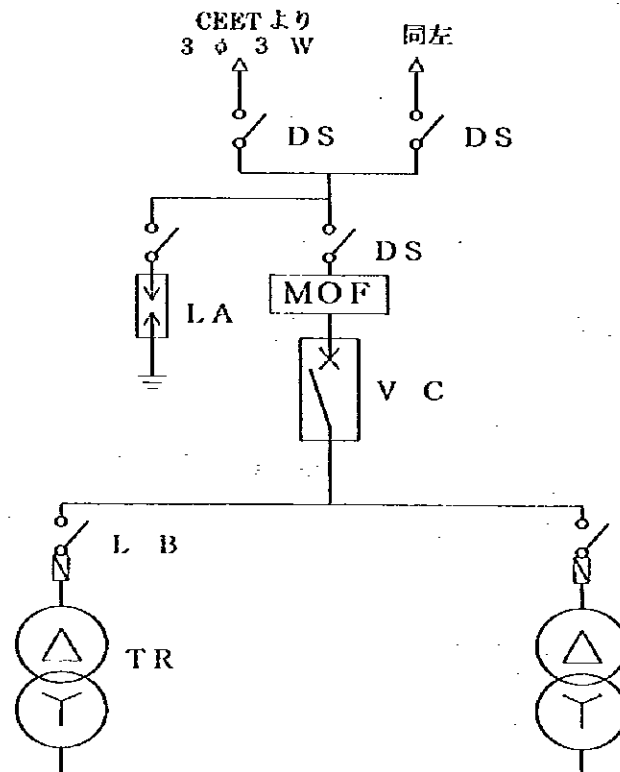 CEETより
3 φ 3 W
同左
DS
DS
DS
MOF
LA
V C
L B
TR